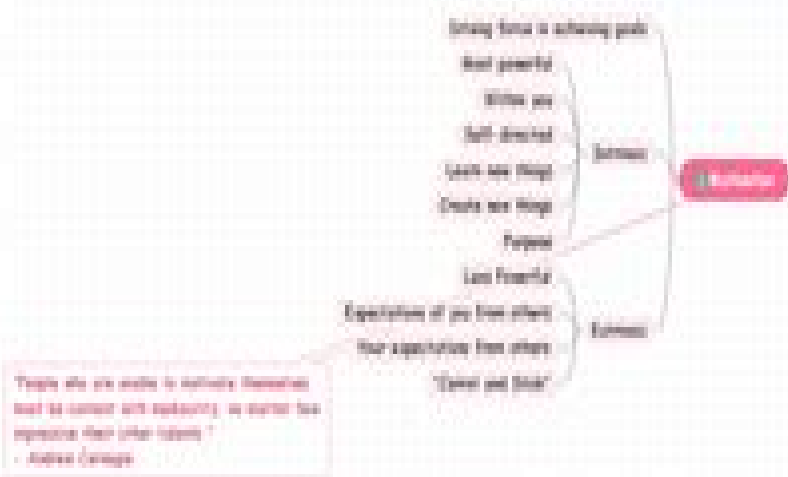 Driving force in achieving goals
Most powerful
Within you
Self-directed
Learn new things
Create new things
Purpose
Intrinsic
Motivation
Less Powerful
Expectations of you from others
Your expectations from others
"Carrot and Stick"
Extrinsic
"People who are unable to motivate themselves
must be content with mediocrity, no matter how
impressive their other talents."
- Andrew Carnegie